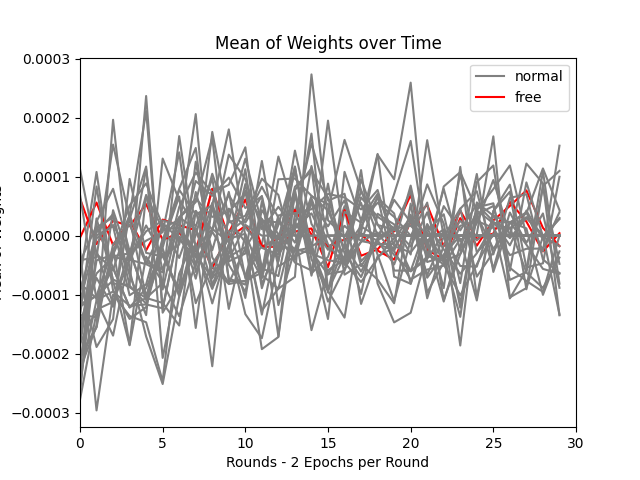 Mean of Weights over Time
0.0003
0.0002
0.0001
0.0000
−0.0001
−0.0002
−0.0003
0 5 10 15 20 25 30
Rounds - 2 Epochs per Round
normal
free